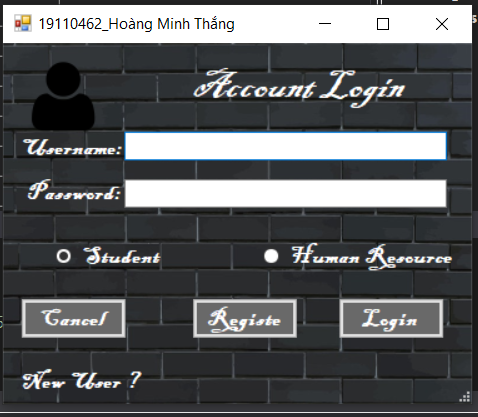 19110462_Hoàng Minh Thắng
Account Login
Username:
Password:
Student Human Resource
Cancel Registe Login
New User ?